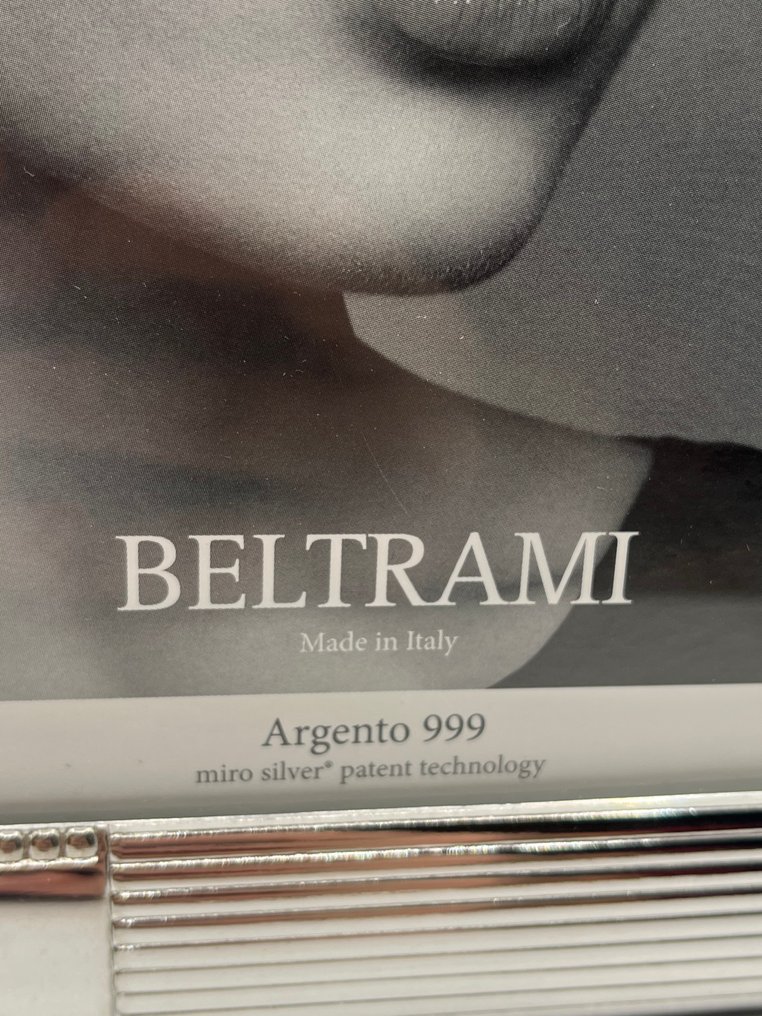 BELTRAMI
Made in Italy
Argento 999
miro silver® patent technology